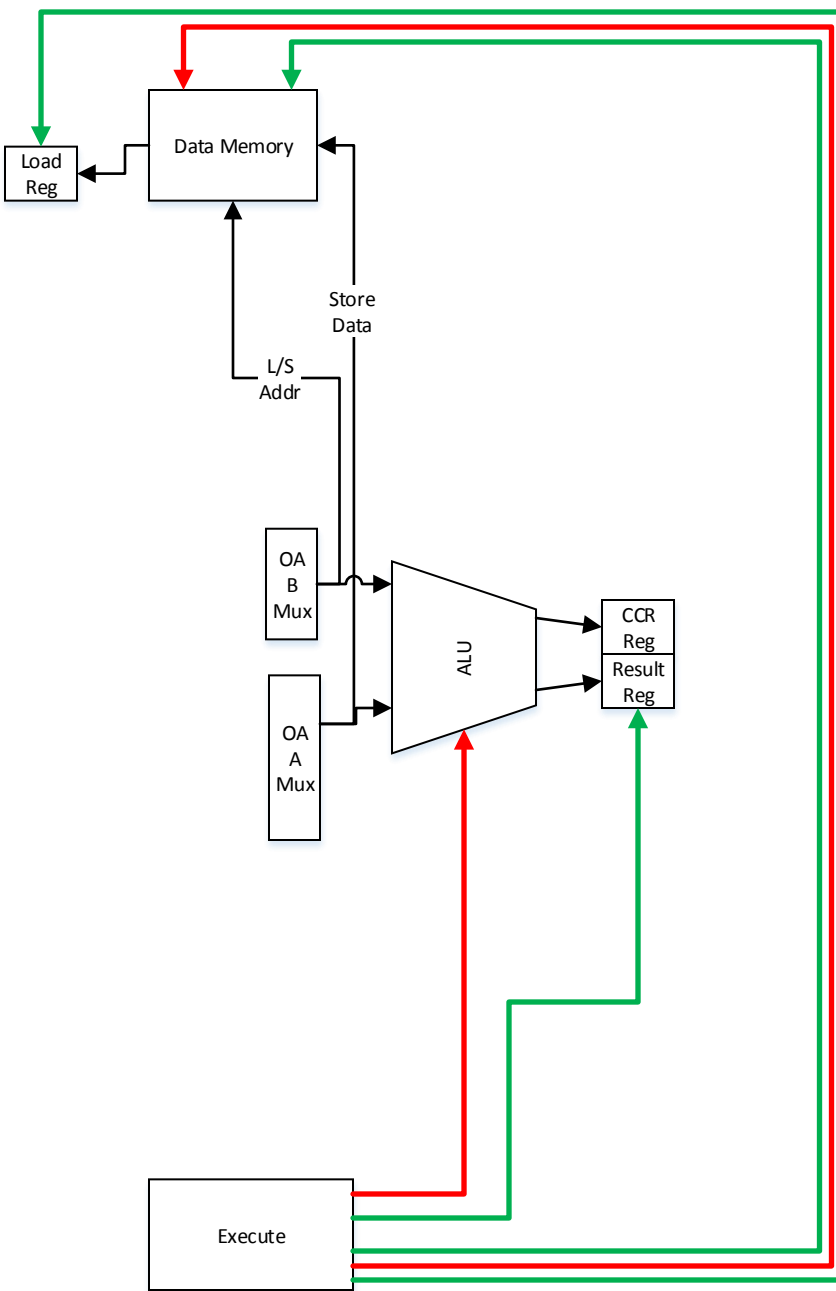 Data Memory
Load
Reg
Store
Data
L/S
Addr
OA
B
Mux
ALU
CCR
Reg
Result
Reg
OA
A
Mux
Execute